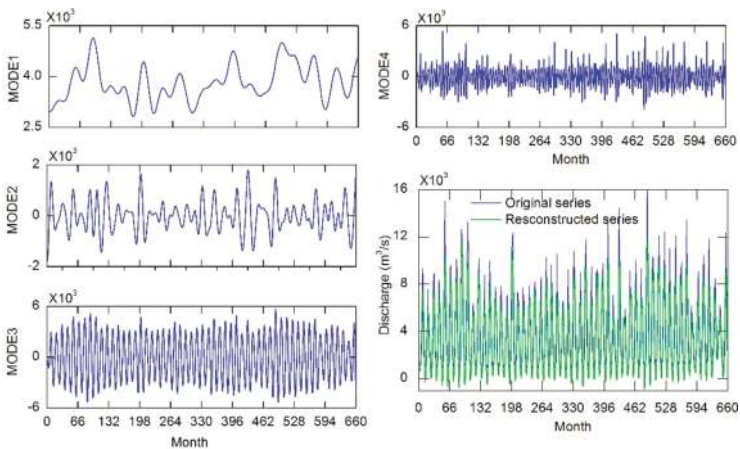 X10³
5.5
4.0
2.5
MODE1
X10³
2
0
-2
MODE2
X10³
6
0
-6
MODE3
0 66 132 198 264 330 396 462 528 594 660
Month
X10³
6
0
-6
MODE4
0 66 132 198 264 330 396 462 528 594 660
Month
X10³
16
12
8
4
0
Discharge (m³/s)
Original series
Resconstructed series
0 66 132 198 264 330 396 462 528 594 660
Month